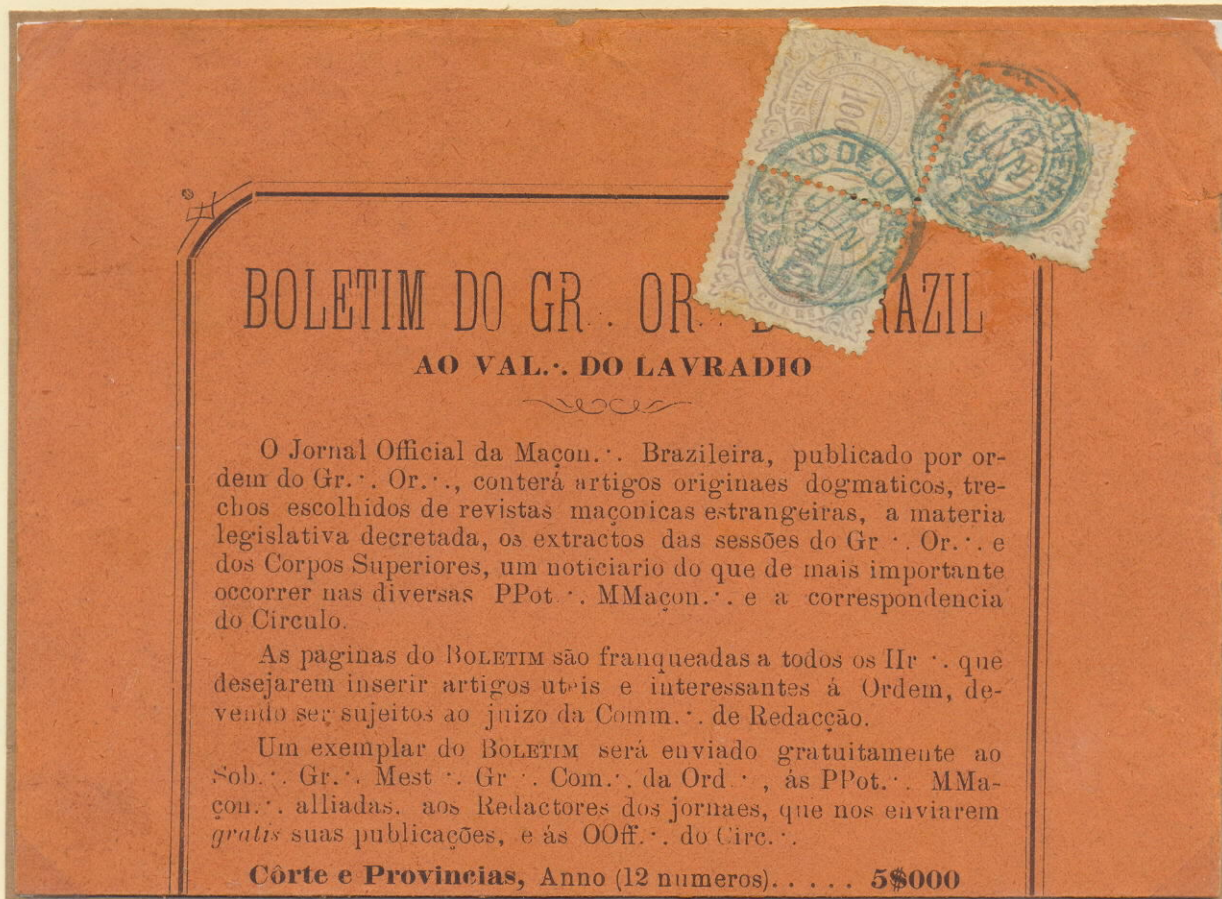 BOLETIM DO GR.·. OR.·. RAZIL
AO VAL.·. DO LAVRADIO
O Jornal Official da Maçon.·. Brazileira, publicado por or-
dem do Gr.·. Or.·., conterá artigos originaes dogmaticos, tre-
chos escolhidos de revistas maçonicas estrangeiras, a materia
legislativa decretada, os extractos das sessões do Gr.·. Or.·. e
dos Corpos Superiores, um noticiario do que de mais importante
occorrer nas diversas PPot.·. MMaçon.·. e a correspondencia
do Circulo.
As paginas do BOLETIM são franqueadas a todos os IIr.·. que
desejarem inserir artigos uteis e interessantes á Ordem, de-
vendo ser sujeitos ao juizo da Comm.·. de Redacção.
Um exemplar do BOLETIM será enviado gratuitamente ao
Sob.·. Gr.·. Mest.·. Gr.·. Com.·. da Ord.·., ás PPot.·. MMa-
çon.·. alliadas. aos Redactores dos jornaes, que nos enviarem
gratis suas publicações, e ás OOff.·. do Circ.·.
Côrte e Provincias, Anno (12 numeros)..... 5$000
100
JUN